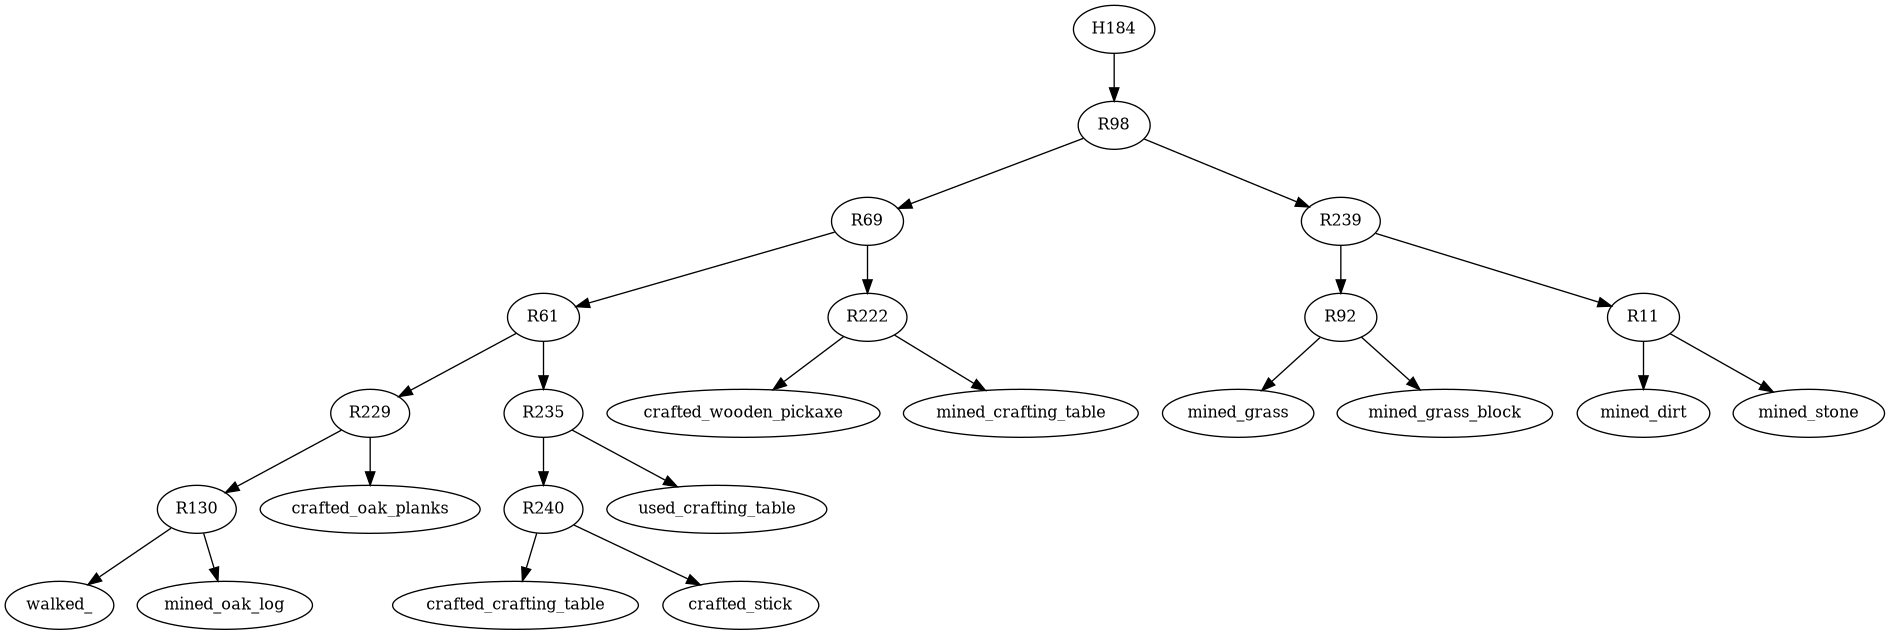 H184
R98
R69
R239
R61
R222
R92
R11
R229
R235
crafted_wooden_pickaxe
mined_crafting_table
mined_grass
mined_grass_block
mined_dirt
mined_stone
R130
crafted_oak_planks
R240
used_crafting_table
walked_
mined_oak_log
crafted_crafting_table
crafted_stick